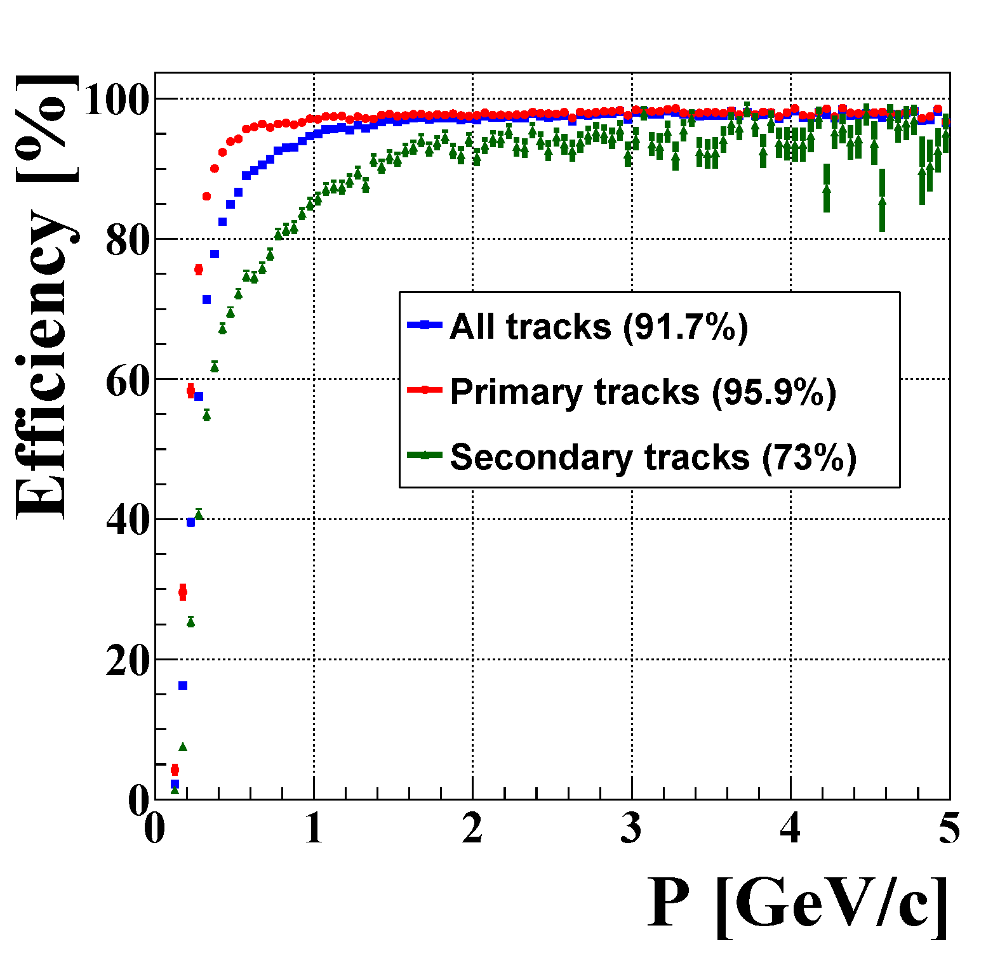 Efficiency [%]
100
80
60
40
20
0
All tracks (91.7%)
Primary tracks (95.9%)
Secondary tracks (73%)
0 1 2 3 4 5
P [GeV/c]